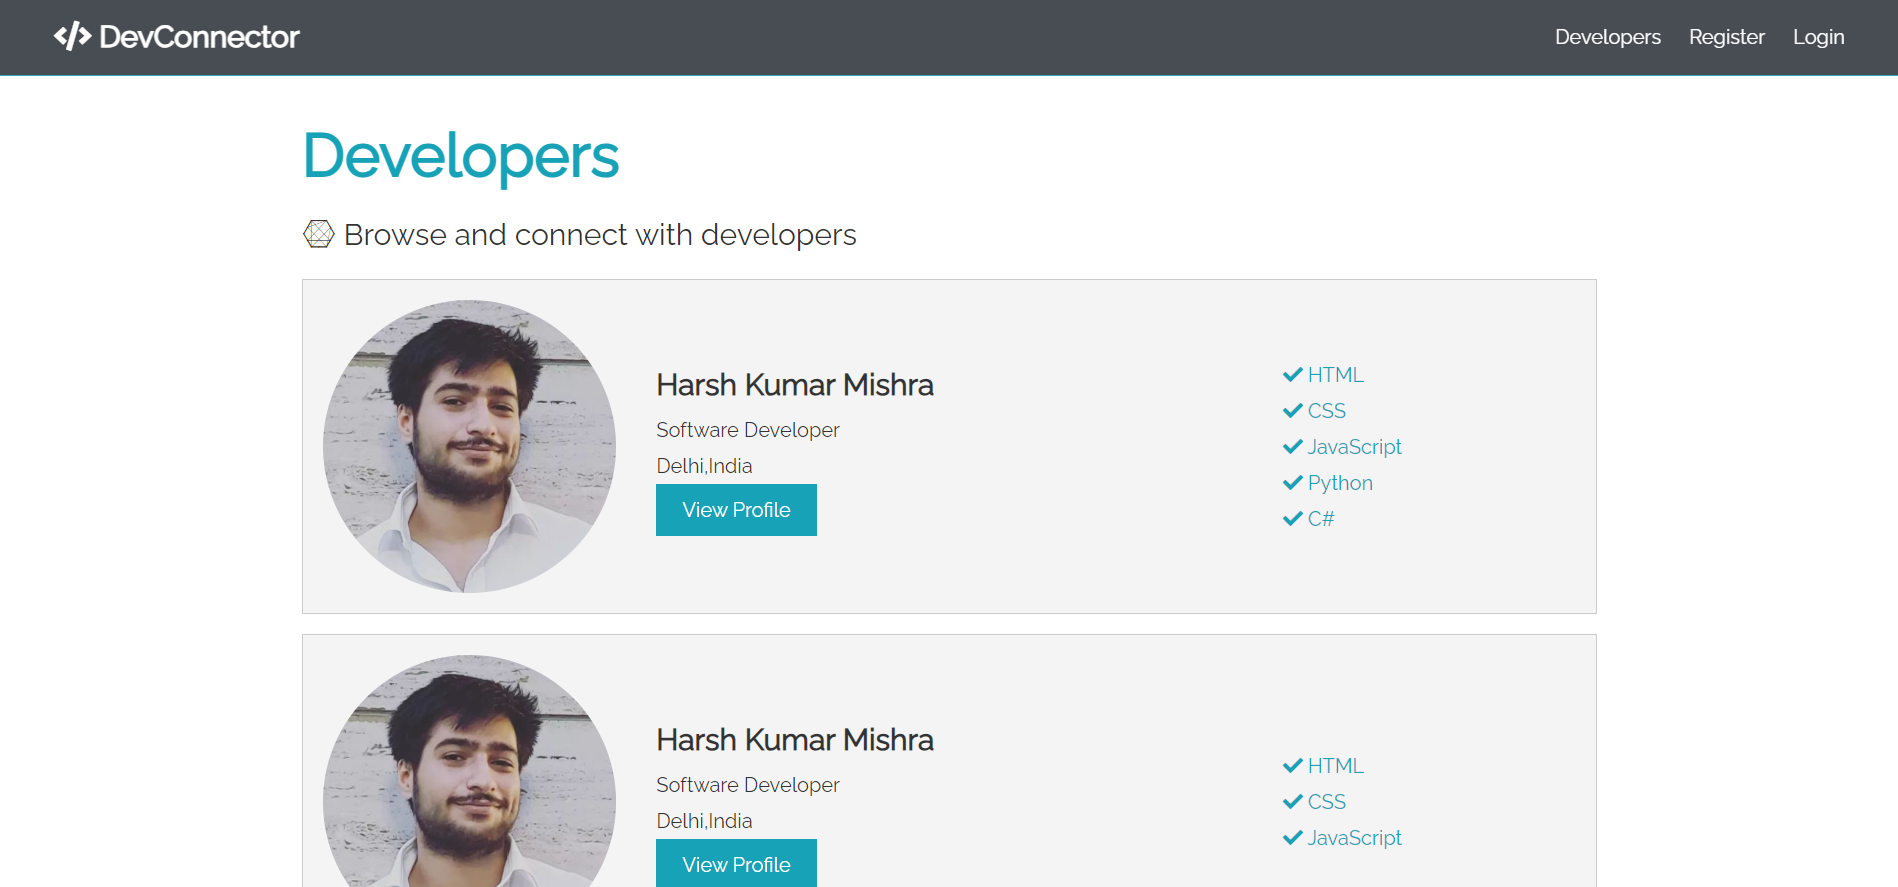 DevConnector
Developers Register Login
Developers
Browse and connect with developers
Harsh Kumar Mishra
Software Developer
Delhi,India
View Profile
HTML
CSS
JavaScript
Python
C#
Harsh Kumar Mishra
Software Developer
Delhi,India
View Profile
HTML
CSS
JavaScript